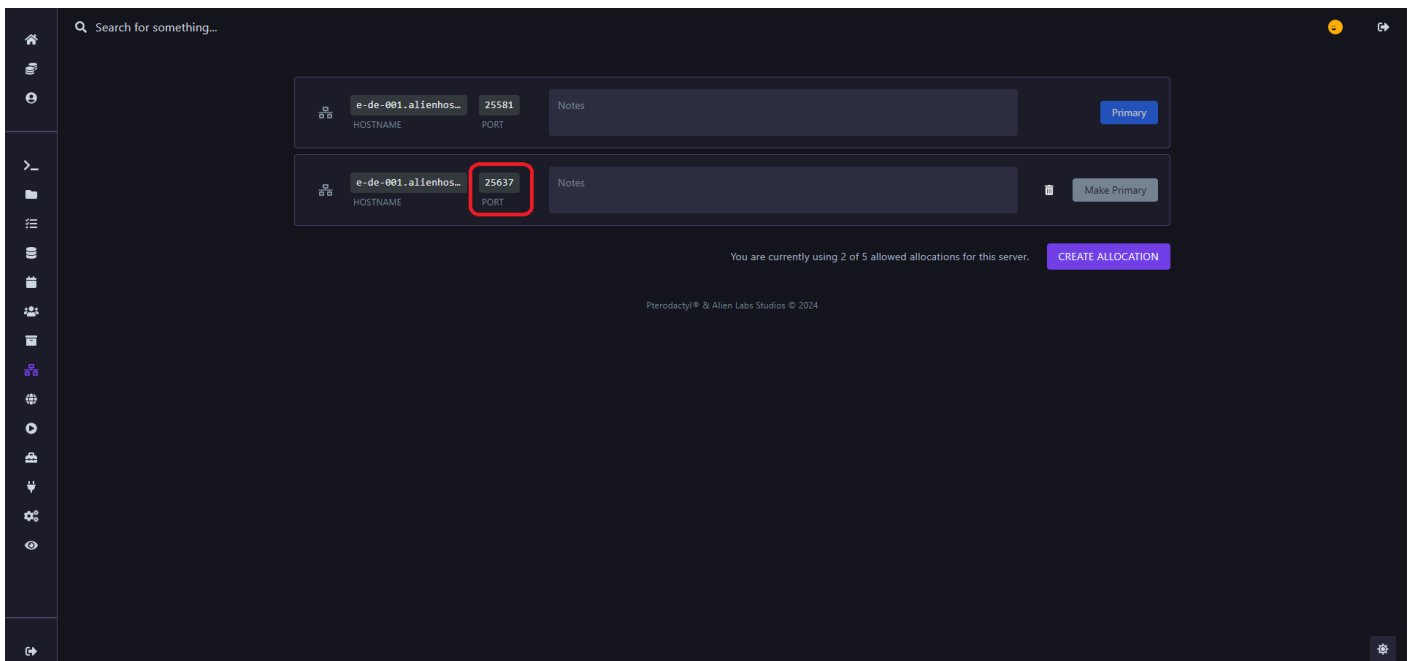 Search for something...
e-de-001.alienhos… 25581 Notes Primary
HOSTNAME PORT
e-de-001.alienhos… 25637 Notes Make Primary
HOSTNAME PORT
You are currently using 2 of 5 allowed allocations for this server. CREATE ALLOCATION
Pterodactyl® & Alien Labs Studios © 2024